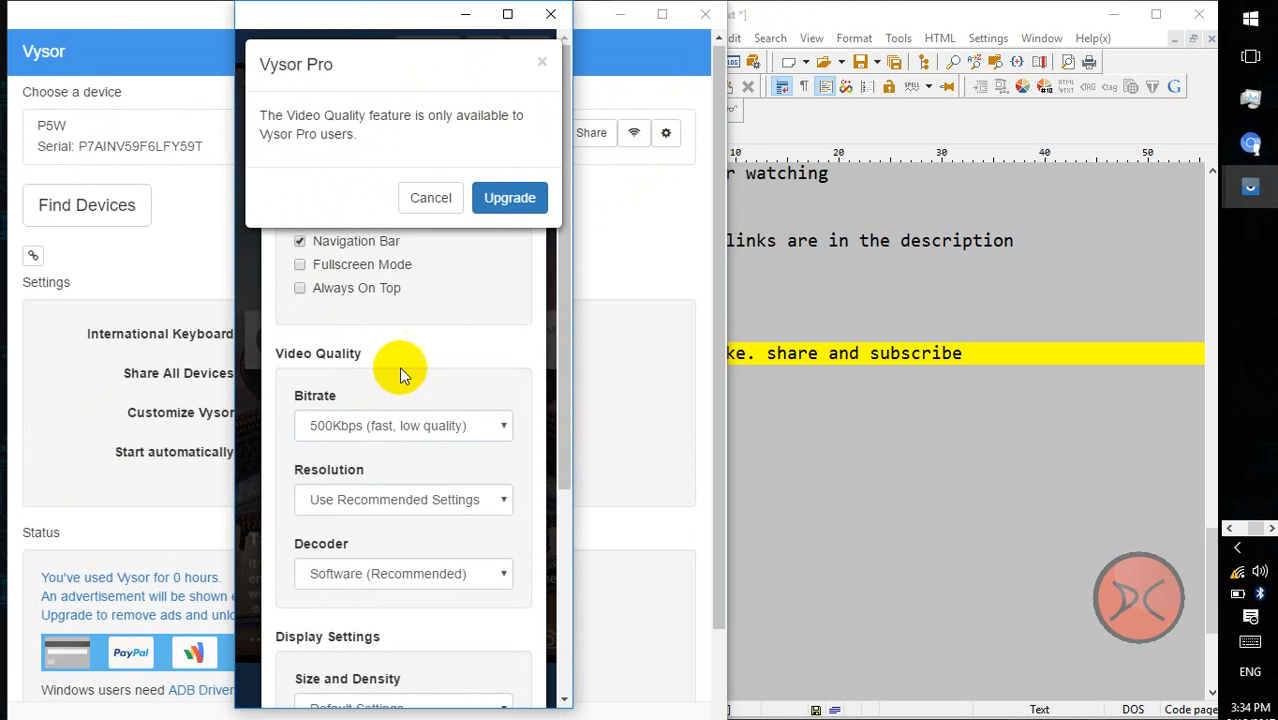 Vysor
Choose a device
P5W
Serial: P7AINV59F6LFY59T
Share
Find Devices
Settings
International Keyboard
Share All Devices
Customize Vysor
Start automatically
Status
You've used Vysor for 0 hours.
An advertisement will be shown e
Upgrade to remove ads and unlo
PayPal
Windows users need ADB Driver
Vysor Pro
×
The Video Quality feature is only available to
Vysor Pro users.
Cancel
Upgrade
Navigation Bar
Fullscreen Mode
Always On Top
Video Quality
Bitrate
500Kbps (fast, low quality)
Resolution
Use Recommended Settings
Decoder
Software (Recommended)
Display Settings
Size and Density
Default Settings
xt *]
dit Search View Format Tools HTML Settings Window Help(x)
10 20 30 40 50
r watching
links are in the description
ke. share and subscribe
Text DOS Code page
ENG
3:34 PM